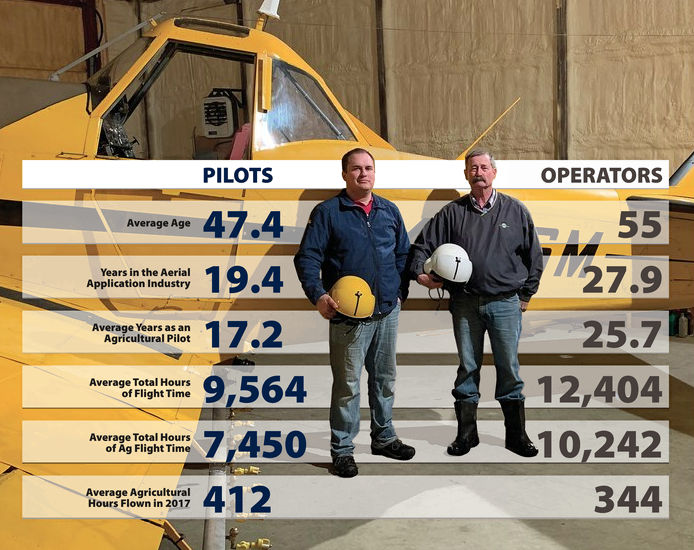 PILOTS OPERATORS
Average Age 47.4 55
Years in the Aerial
Application Industry 19.4 27.9
Average Years as an
Agricultural Pilot 17.2 25.7
Average Total Hours
of Flight Time 9,564 12,404
Average Total Hours
of Ag Flight Time 7,450 10,242
Average Agricultural
Hours Flown in 2017 412 344